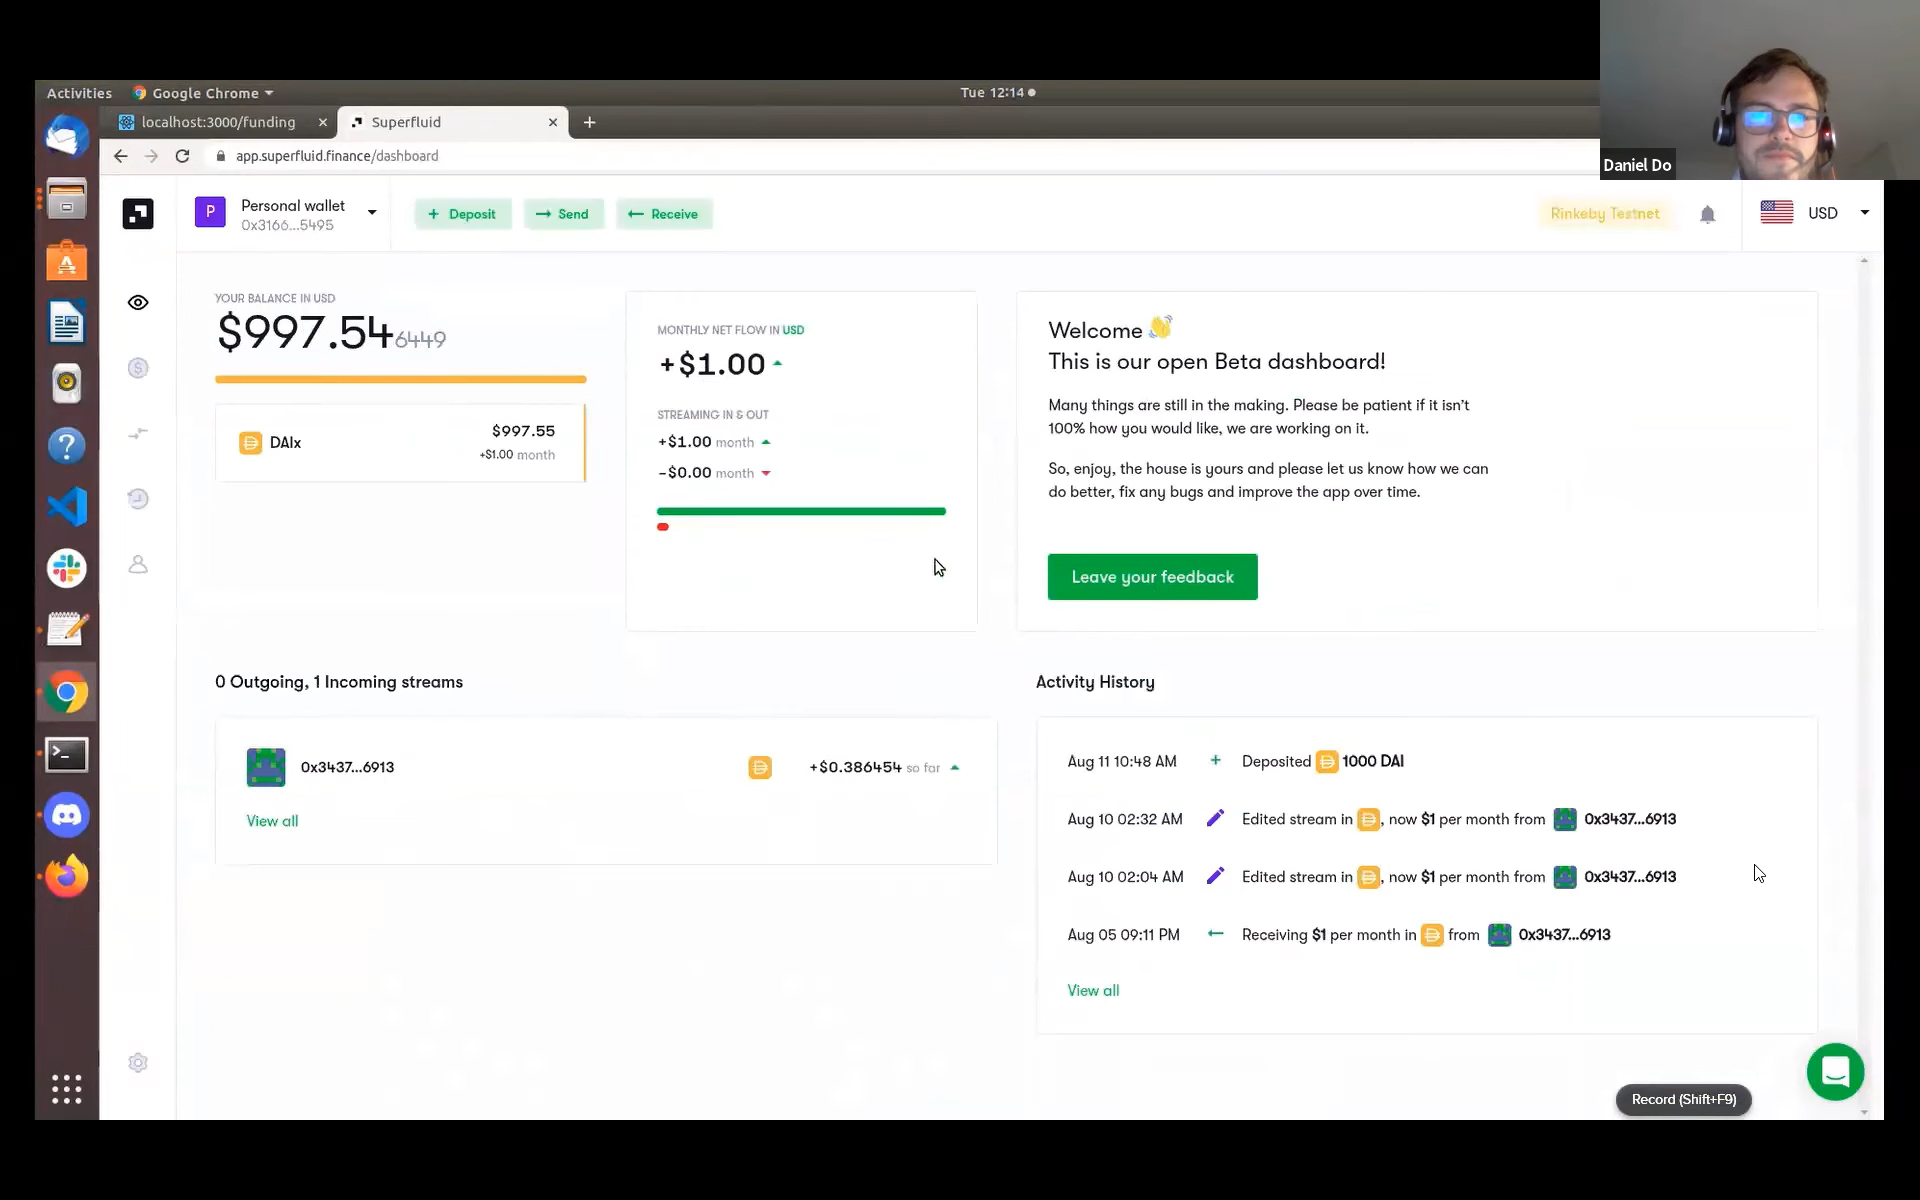 Activities
Google Chrome
Tue 12:14
Daniel Do
localhost:3000/funding
Superfluid
app.superfluid.finance/dashboard
P
Personal wallet
0x3166...5495
+ Deposit
→ Send
← Receive
Rinkeby Testnet
USD
YOUR BALANCE IN USD
$997.546449
DAIx
$997.55
+$1.00 month
MONTHLY NET FLOW IN USD
+$1.00
STREAMING IN & OUT
+$1.00 month
-$0.00 month
Welcome 👋
This is our open Beta dashboard!
Many things are still in the making. Please be patient if it isn't
100% how you would like, we are working on it.
So, enjoy, the house is yours and please let us know how we can
do better, fix any bugs and improve the app over time.
Leave your feedback
0 Outgoing, 1 Incoming streams
0x3437...6913
+$0.386454 so far
View all
Activity History
Aug 11 10:48 AM + Deposited 1000 DAI
Aug 10 02:32 AM Edited stream in , now $1 per month from 0x3437...6913
Aug 10 02:04 AM Edited stream in , now $1 per month from 0x3437...6913
Aug 05 09:11 PM ← Receiving $1 per month in from 0x3437...6913
View all
Record (Shift+F9)